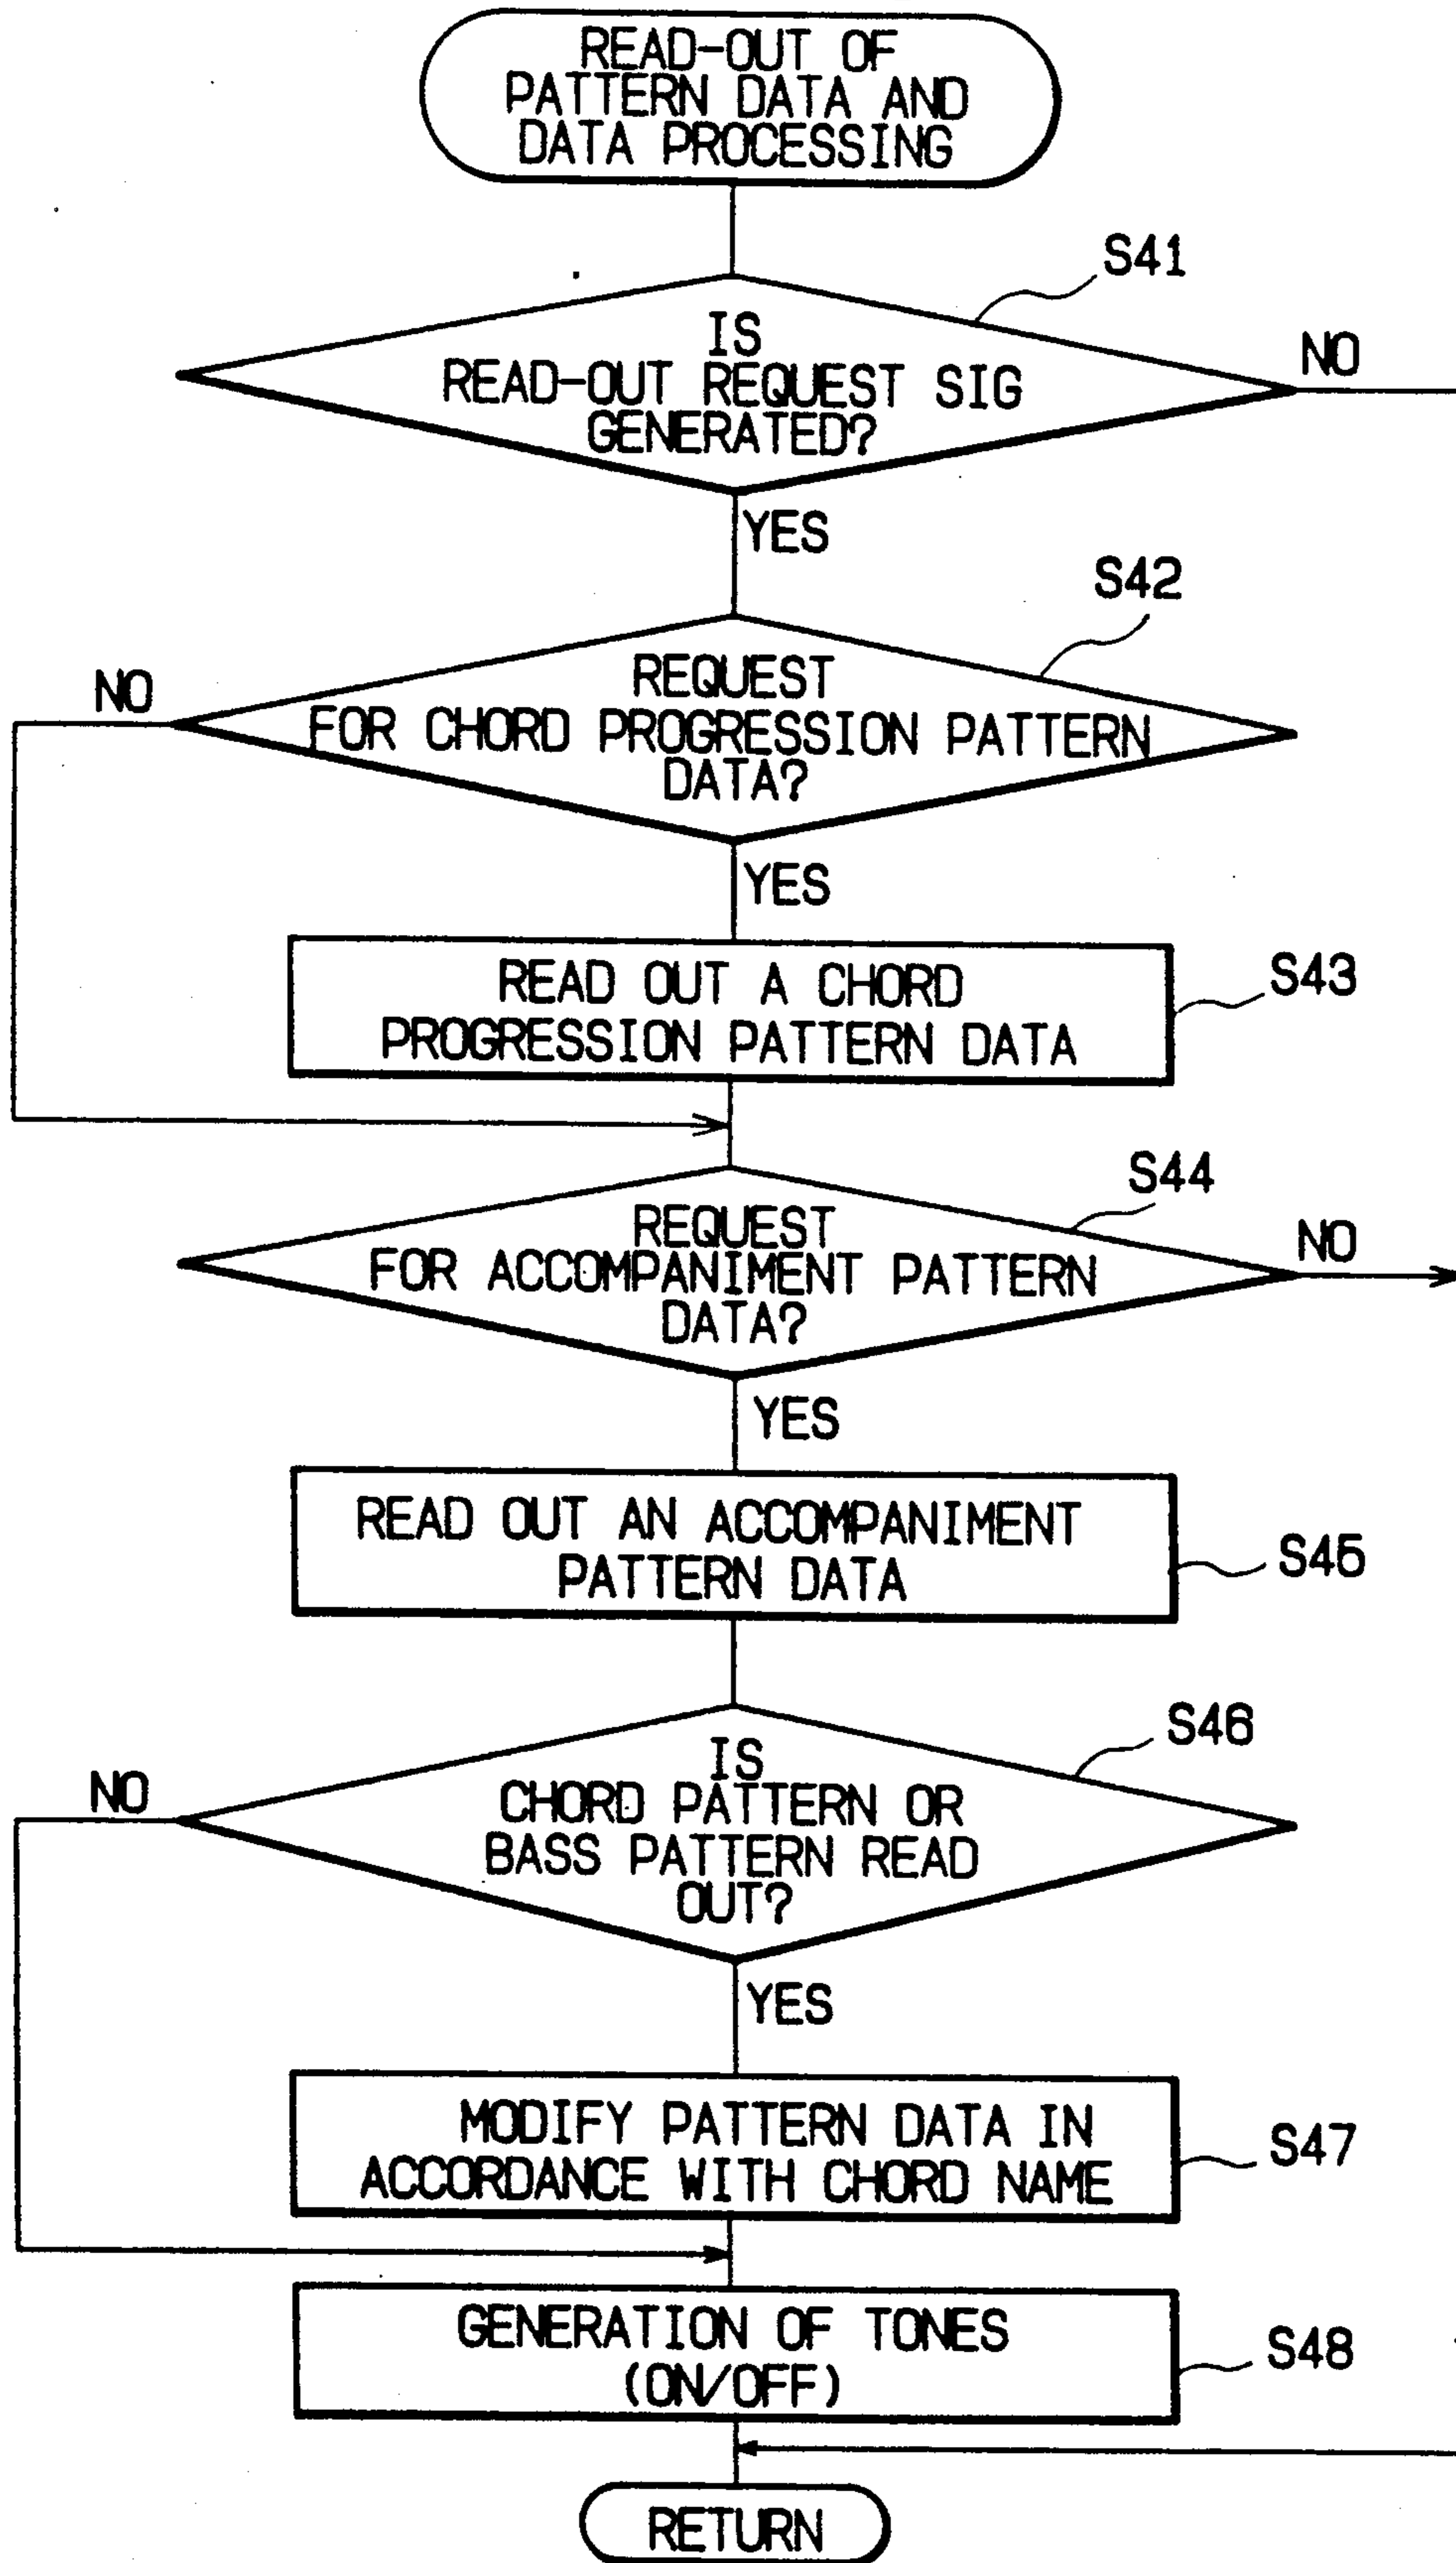 READ-OUT OF
PATTERN DATA AND
DATA PROCESSING
S41
IS
READ-OUT REQUEST SIG
GENERATED?
NO
YES
S42
NO
REQUEST
FOR CHORD PROGRESSION PATTERN
DATA?
YES
READ OUT A CHORD
PROGRESSION PATTERN DATA
S43
S44
REQUEST
FOR ACCOMPANIMENT PATTERN
DATA?
NO
YES
READ OUT AN ACCOMPANIMENT
PATTERN DATA
S45
S46
NO
IS
CHORD PATTERN OR
BASS PATTERN READ
OUT?
YES
MODIFY PATTERN DATA IN
ACCORDANCE WITH CHORD NAME
S47
GENERATION OF TONES
(ON/OFF)
S48
RETURN